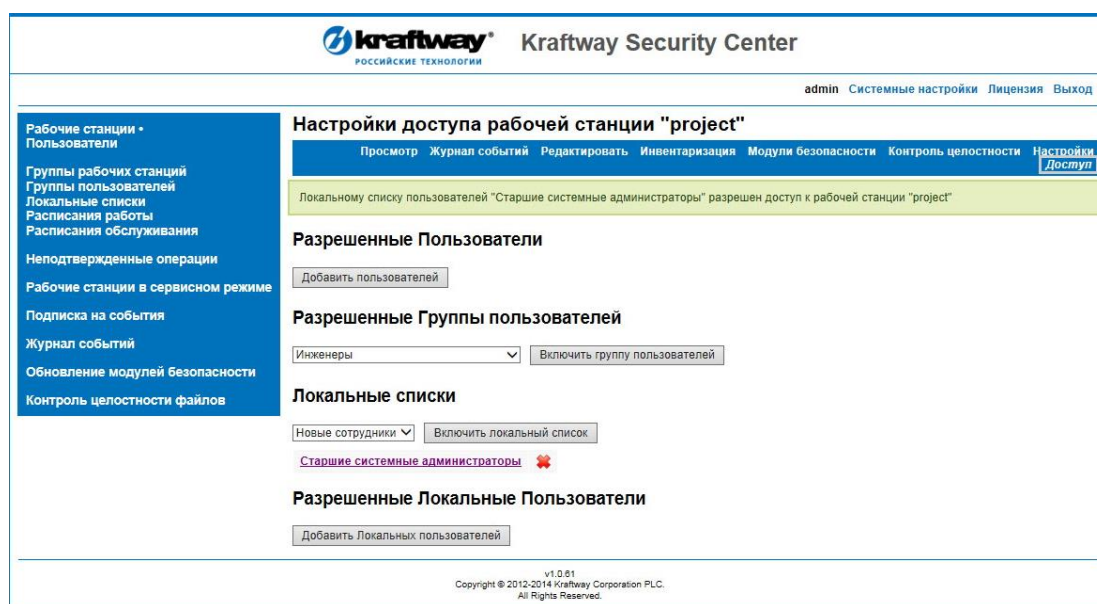 kraftway®
РОССИЙСКИЕ ТЕХНОЛОГИИ
Kraftway Security Center
admin Системные настройки Лицензия Выход
Рабочие станции •
Пользователи
Группы рабочих станций
Группы пользователей
Локальные списки
Расписания работы
Расписания обслуживания
Неподтвержденные операции
Рабочие станции в сервисном режиме
Подписка на события
Журнал событий
Обновление модулей безопасности
Контроль целостности файлов
Настройки доступа рабочей станции "project"
Просмотр Журнал событий Редактировать Инвентаризация Модули безопасности Контроль целостности Настройки
Доступ
Локальному списку пользователей "Старшие системные администраторы" разрешен доступ к рабочей станции "project"
Разрешенные Пользователи
Добавить пользователей
Разрешенные Группы пользователей
Инженеры Включить группу пользователей
Локальные списки
Новые сотрудники Включить локальный список
Старшие системные администраторы
Разрешенные Локальные Пользователи
Добавить Локальных пользователей
v1.0.61
Copyright © 2012-2014 Kraftway Corporation PLC.
All Rights Reserved.